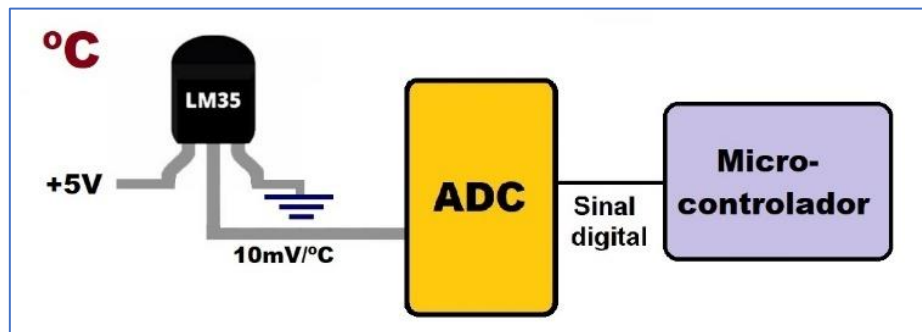 ºC
LM35
+5V
10mV/ºC
ADC
Sinal
digital
Micro-
controlador